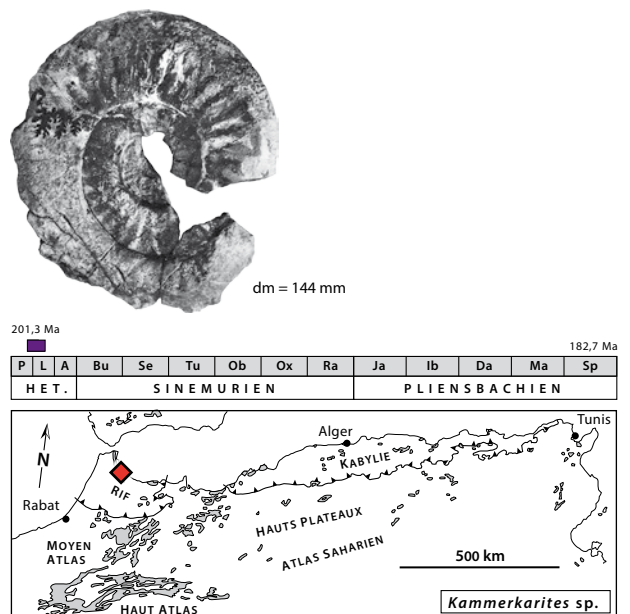 dm = 144 mm
201,3 Ma
182,7 Ma
P L A Bu Se Tu Ob Ox Ra Ja Ib Da Ma Sp
HET. SINEMURIEN PLIENSBACHIEN
Tunis
Alger
N
KABYLIE
RIF
Rabat
HAUTS PLATEAUX
MOYEN
ATLAS
ATLAS SAHARIEN
500 km
HAUT ATLAS
Kammerkarites sp.